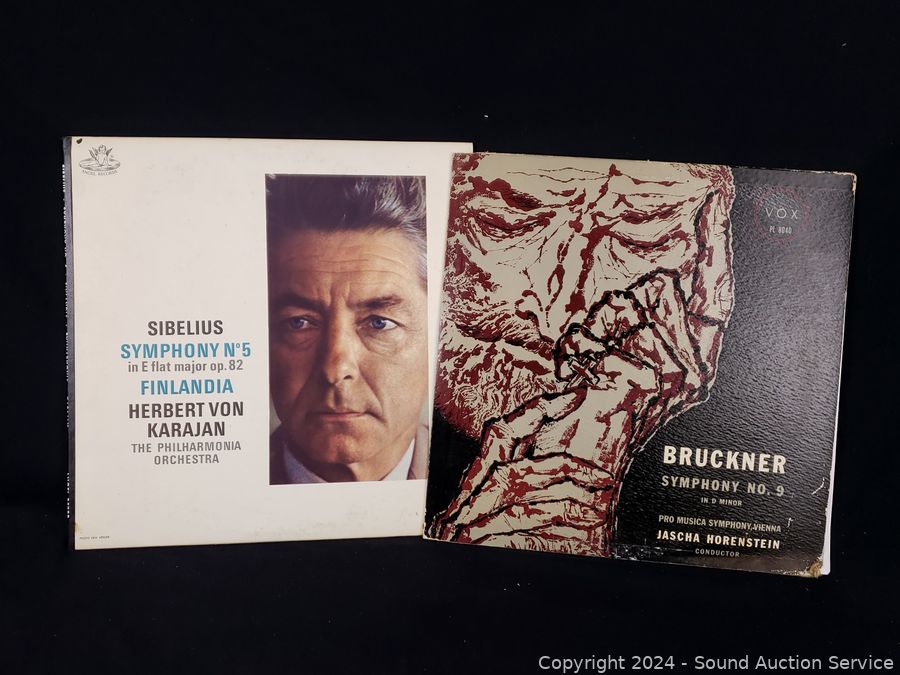 ANGEL RECORDS
SIBELIUS
SYMPHONY Nº5
in E flat major op. 82
FINLANDIA
HERBERT VON
KARAJAN
THE PHILHARMONIA
ORCHESTRA
VOX
PL 8040
BRUCKNER
SYMPHONY NO. 9
IN D MINOR
PRO MUSICA SYMPHONY, VIENNA
JASCHA HORENSTEIN
CONDUCTOR
Copyright 2024 - Sound Auction Service